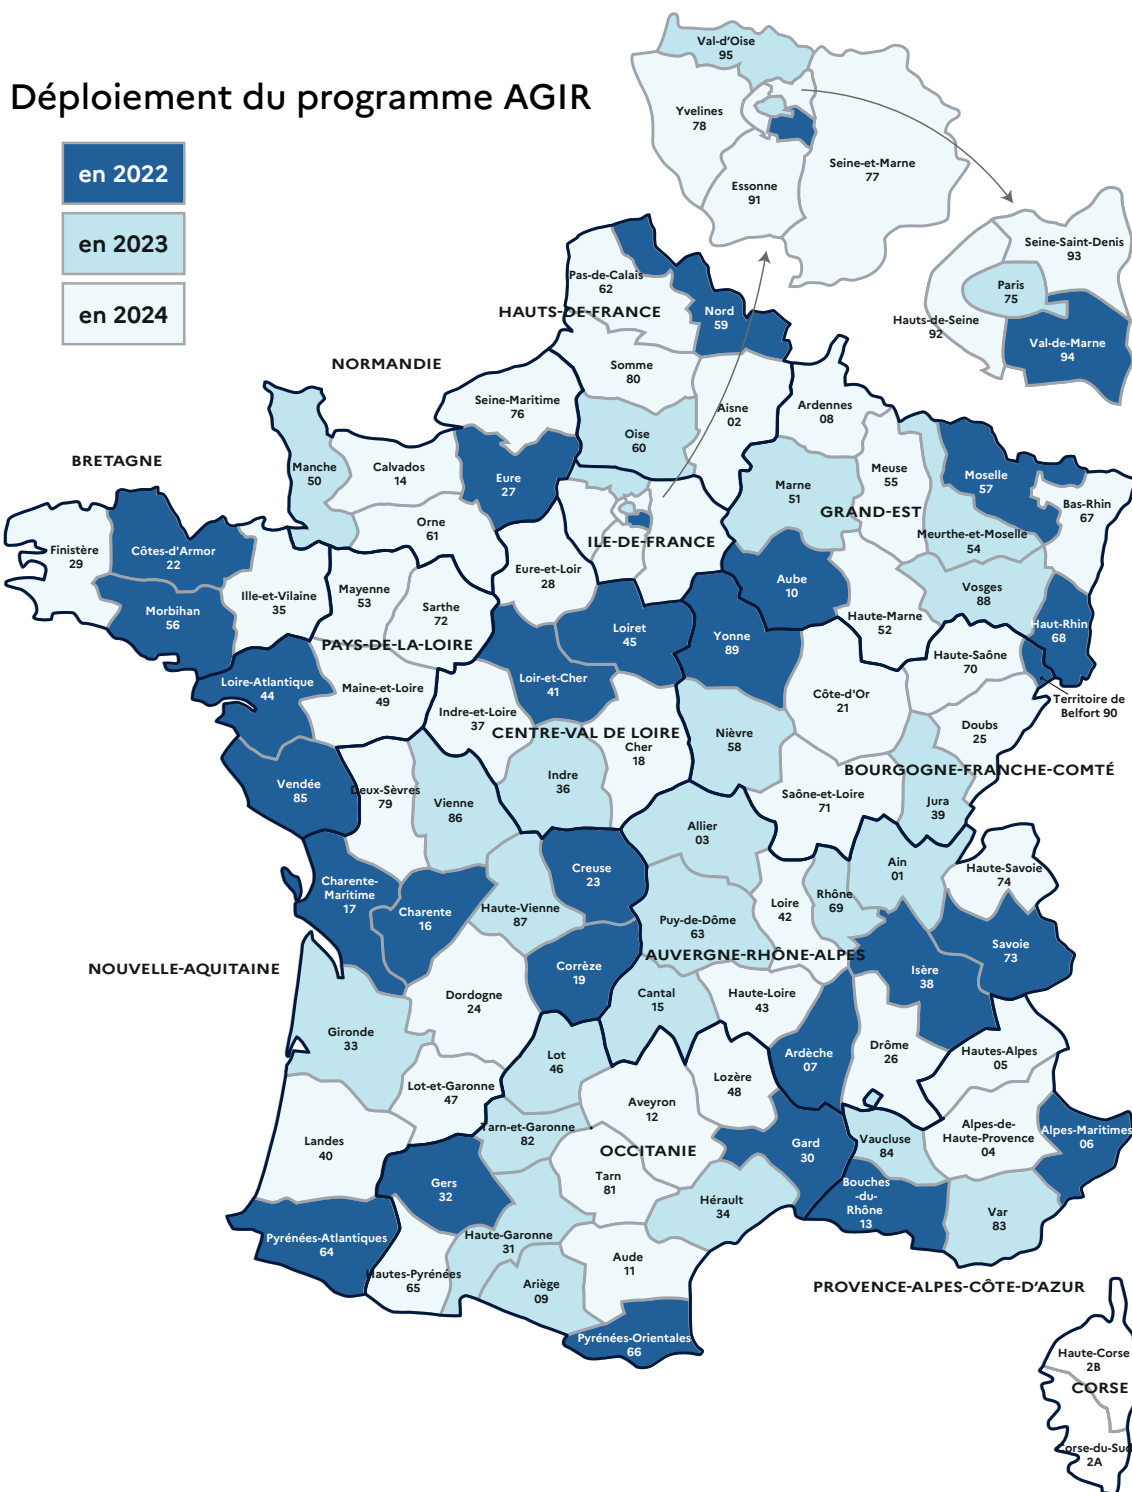 Déploiement du programme AGIR
en 2022
en 2023
en 2024
Val-d'Oise
95
Yvelines
78
Essonne
91
Seine-et-Marne
77
Seine-Saint-Denis
93
Paris
75
Hauts-de-Seine
92
Val-de-Marne
94
Pas-de-Calais
62
HAUTS-DE-FRANCE
Nord
59
Somme
80
NORMANDIE
Seine-Maritime
76
Aisne
02
Ardennes
08
Oise
60
BRETAGNE
Manche
50
Calvados
14
Eure
27
Marne
51
Meuse
55
Moselle
57
Bas-Rhin
67
GRAND-EST
Orne
61
Meurthe-et-Moselle
54
ILE-DE-FRANCE
Finistère
29
Côtes-d'Armor
22
Eure-et-Loir
28
Aube
10
Vosges
88
Ille-et-Vilaine
35
Mayenne
53
Sarthe
72
Morbihan
56
Loiret
45
Yonne
89
Haute-Marne
52
Haut-Rhin
68
PAYS-DE-LA-LOIRE
Haute-Saône
70
Loire-Atlantique
44
Maine-et-Loire
49
Loir-et-Cher
41
Côte-d'Or
21
Territoire de
Belfort 90
Indre-et-Loire
37
CENTRE-VAL DE LOIRE
Cher
18
Nièvre
58
Doubs
25
BOURGOGNE-FRANCHE-COMTÉ
Vendée
85
Deux-Sèvres
79
Vienne
86
Indre
36
Saône-et-Loire
71
Jura
39
Allier
03
Creuse
23
Ain
01
Haute-Savoie
74
Charente-
Maritime
17
Charente
16
Haute-Vienne
87
Puy-de-Dôme
63
Loire
42
Rhône
69
Savoie
73
AUVERGNE-RHÔNE-ALPES
NOUVELLE-AQUITAINE
Corrèze
19
Isère
38
Dordogne
24
Cantal
15
Haute-Loire
43
Gironde
33
Lot
46
Ardèche
07
Drôme
26
Hautes-Alpes
05
Lot-et-Garonne
47
Lozère
48
Aveyron
12
Tarn-et-Garonne
82
Landes
40
OCCITANIE
Gard
30
Vaucluse
84
Alpes-de-
Haute-Provence
04
Alpes-Maritimes
06
Gers
32
Tarn
81
Bouches
-du-
Rhône
13
Hérault
34
Var
83
Pyrénées-Atlantiques
64
Haute-Garonne
31
Hautes-Pyrénées
65
Ariège
09
Aude
11
PROVENCE-ALPES-CÔTE-D'AZUR
Pyrénées-Orientales
66
Haute-Corse
2B
CORSE
Corse-du-Sud
2A